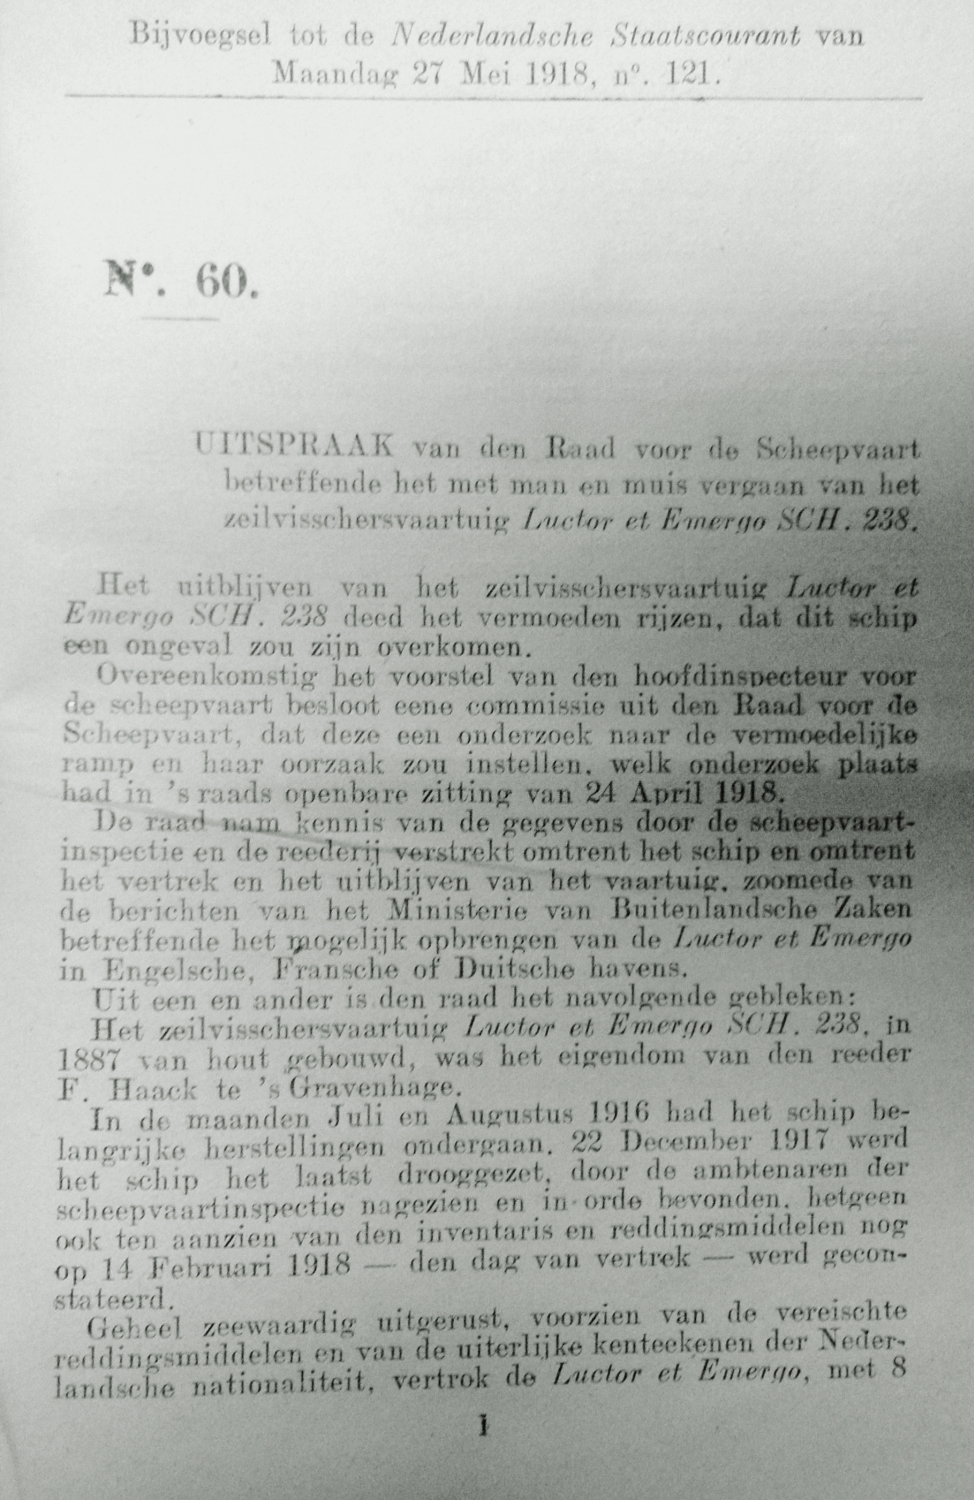 Bijvoegsel tot de Nederlandsche Staatscourant van
Maandag 27 Mei 1918, n°. 121.
N°. 60.
UITSPRAAK van den Raad voor de Scheepvaart
betreffende het met man en muis vergaan van het
zeilvisschersvaartuig Luctor et Emergo SCH. 238.
Het uitblijven van het zeilvisschersvaartuig Luctor et
Emergo SCH. 238 deed het vermoeden rijzen, dat dit schip
een ongeval zou zijn overkomen.
Overeenkomstig het voorstel van den hoofdinspecteur voor
de scheepvaart besloot eene commissie uit den Raad voor de
Scheepvaart, dat deze een onderzoek naar de vermoedelijke
ramp en haar oorzaak zou instellen, welk onderzoek plaats
had in 's raads openbare zitting van 24 April 1918.
De raad nam kennis van de gegevens door de scheepvaart-
inspectie en de reederij verstrekt omtrent het schip en omtrent
het vertrek en het uitblijven van het vaartuig, zoomede van
de berichten van het Ministerie van Buitenlandsche Zaken
betreffende het mogelijk opbrengen van de Luctor et Emergo
in Engelsche, Fransche of Duitsche havens.
Uit een en ander is den raad het navolgende gebleken:
Het zeilvisschersvaartuig Luctor et Emergo SCH. 238, in
1887 van hout gebouwd, was het eigendom van den reeder
F. Haack te 's Gravenhage.
In de maanden Juli en Augustus 1916 had het schip be-
langrijke herstellingen ondergaan. 22 December 1917 werd
het schip het laatst drooggezet, door de ambtenaren der
scheepvaartinspectie nagezien en in orde bevonden, hetgeen
ook ten aanzien van den inventaris en reddingsmiddelen nog
op 14 Februari 1918 — den dag van vertrek — werd gecon-
stateerd.
Geheel zeewaardig uitgerust, voorzien van de vereischte
reddingsmiddelen en van de uiterlijke kenteekenen der Neder-
landsche nationaliteit, vertrok de Luctor et Emergo, met 8
1